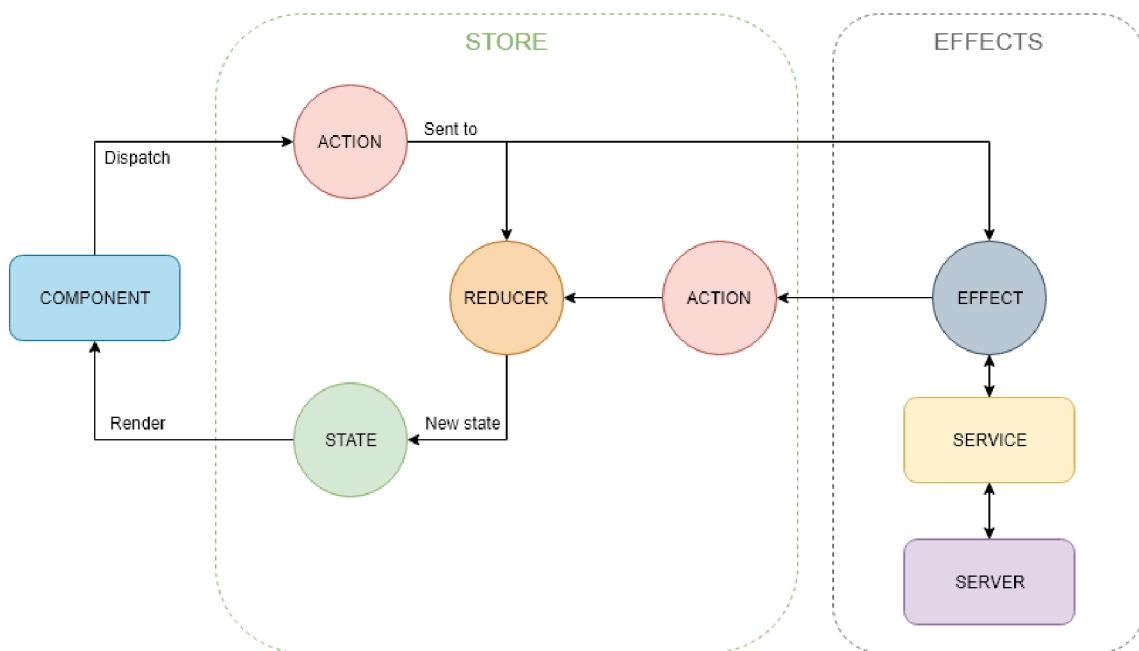 STORE
EFFECTS
ACTION
Sent to
Dispatch
COMPONENT
REDUCER
ACTION
EFFECT
Render
STATE
New state
SERVICE
SERVER